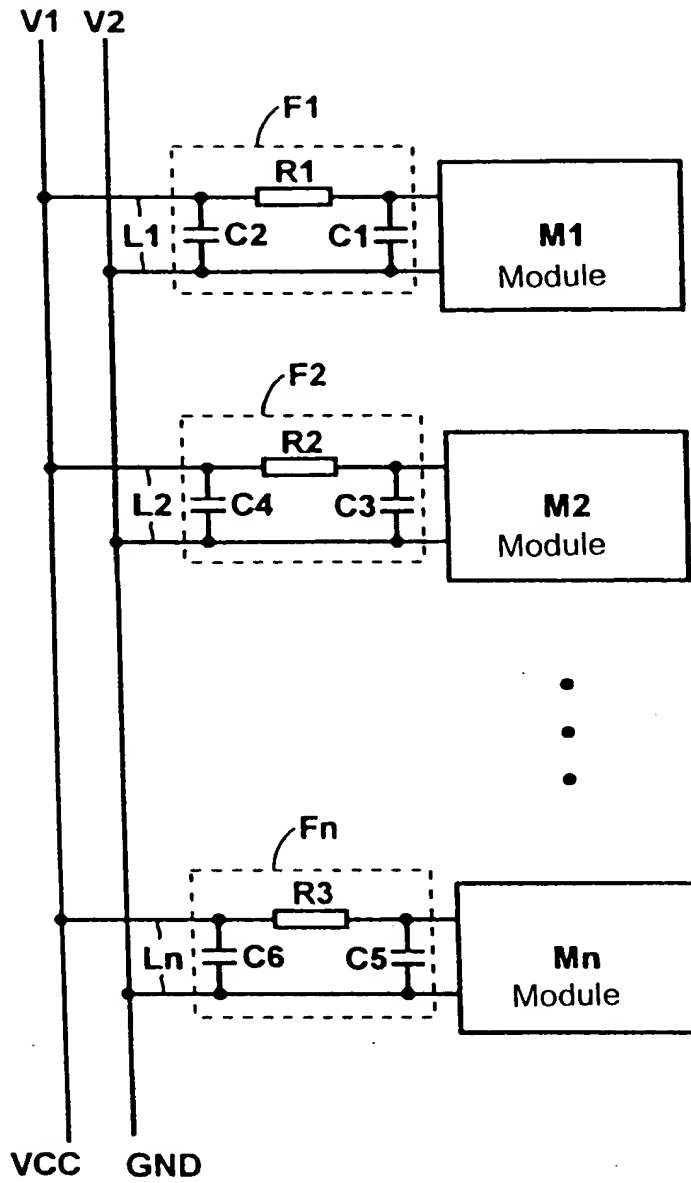 V1 V2
F1
R1
L1 C2 C1
M1
Module
F2
R2
L2 C4 C3
M2
Module
Fn
R3
Ln C6 C5
Mn
Module
VCC GND